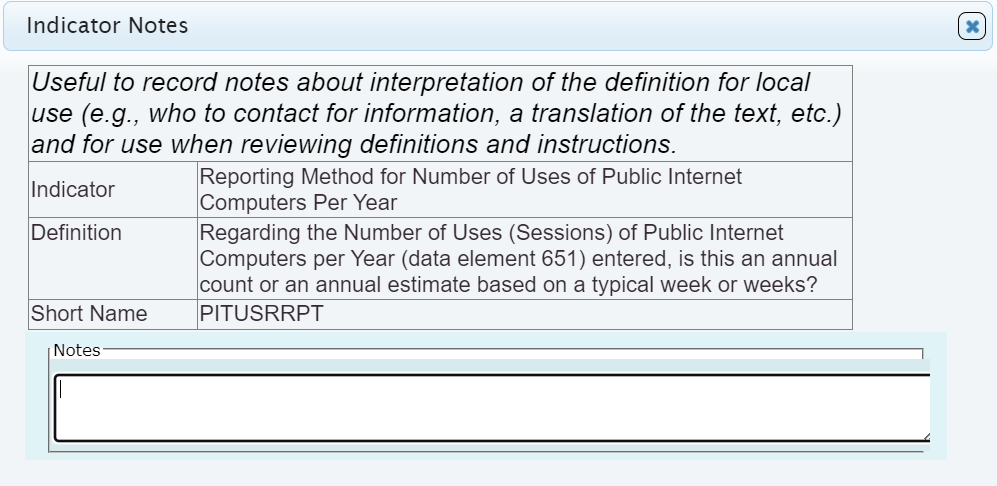 Indicator Notes
Useful to record notes about interpretation of the definition for local
use (e.g., who to contact for information, a translation of the text, etc.)
and for use when reviewing definitions and instructions.
Indicator
Reporting Method for Number of Uses of Public Internet
Computers Per Year
Definition
Regarding the Number of Uses (Sessions) of Public Internet
Computers per Year (data element 651) entered, is this an annual
count or an annual estimate based on a typical week or weeks?
Short Name
PITUSRRPT
Notes